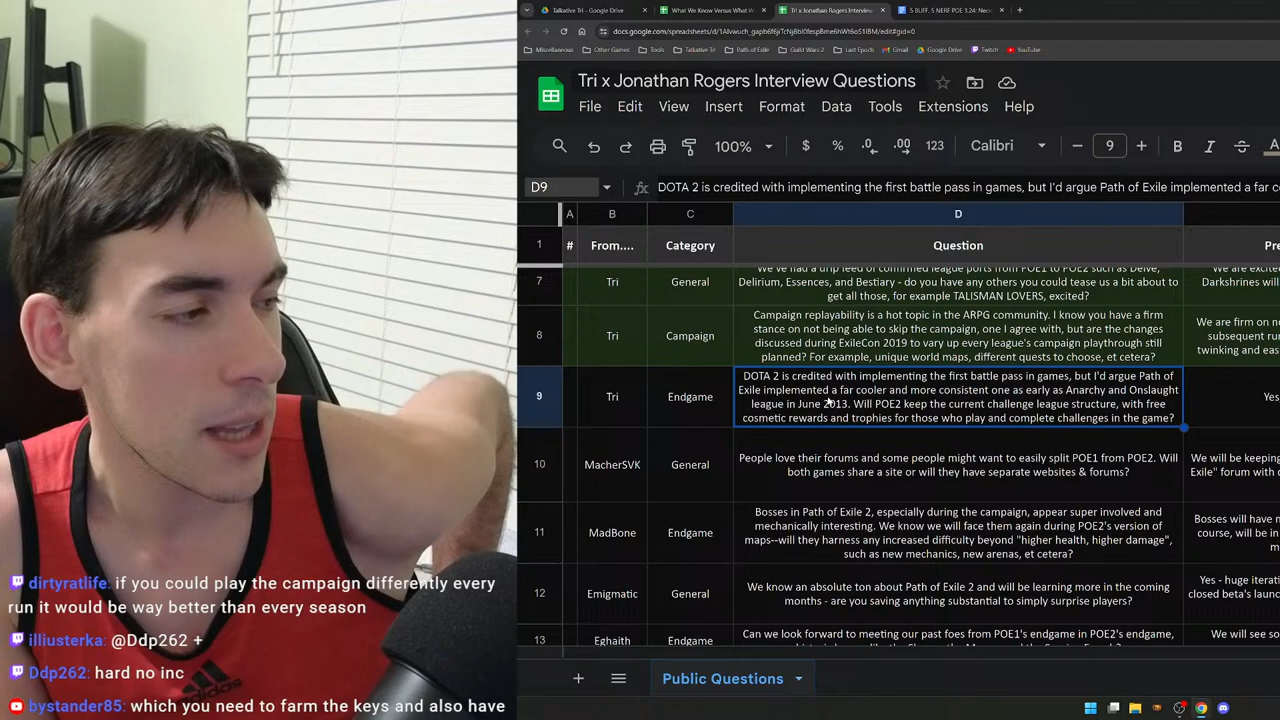 Talkative Tri - Google Drive
What We Know Versus What W
Tri x Jonathan Rogers Interview
5 BUFF, 5 NERF POE 3.24: Nec
Miscellaneous
Other Games
Tools
Talkative Tri
Path of Exile
Guild Wars 2
Last Epoch
Gmail
Google Drive
Twitch
YouTube
Tri x Jonathan Rogers Interview Questions
File Edit View Insert Format Data Tools Extensions Help
100% $ % .0 .00 123 Calibri 9 B I
D9
DOTA 2 is credited with implementing the first battle pass in games, but I'd argue Path of Exile implemented a far c
A B C D
1 # From.... Category Question
7 Tri General
We've had a drip feed of confirmed league ports from POE1 to POE2 such as Delve,
Delirium, Essences, and Bestiary - do you have any others you could tease us a bit about to
get all those, for example TALISMAN LOVERS, excited?
We are excite
Darkshrines will
8 Tri Campaign
Campaign replayability is a hot topic in the ARPG community. I know you have a firm
stance on not being able to skip the campaign, one I agree with, but are the changes
discussed during ExileCon 2019 to vary up every league's campaign playthrough still
planned? For example, unique world maps, different quests to choose, et cetera?
We are firm on n
subsequent run
twinking and eas
9 Tri Endgame
DOTA 2 is credited with implementing the first battle pass in games, but I'd argue Path of
Exile implemented a far cooler and more consistent one as early as Anarchy and Onslaught
league in June 2013. Will POE2 keep the current challenge league structure, with free
cosmetic rewards and trophies for those who play and complete challenges in the game?
Yes
10 MacherSVK General
People love their forums and some people might want to easily split POE1 from POE2. Will
both games share a site or will they have separate websites & forums?
We will be keeping
Exile" forum with d
11 MadBone Endgame
Bosses in Path of Exile 2, especially during the campaign, appear super involved and
mechanically interesting. We know we will face them again during POE2's version of
maps--will they harness any increased difficulty beyond "higher health, higher damage",
such as new mechanics, new arenas, et cetera?
Bosses will have n
course, will be in
m
12 Emigmatic General
We know an absolute ton about Path of Exile 2 and will be learning more in the coming
months - are you saving anything substantial to simply surprise players?
Yes - huge iterati
closed beta's launc
13 Eghaith Endgame
Can we look forward to meeting our past foes from POE1's endgame in POE2's endgame,
We will see so
Public Questions
dirtyratlife: if you could play the campaign differently every
run it would be way better than every season
illiusterka: @Ddp262 +
Ddp262: hard no inc
bystander85: which you need to farm the keys and also have
adidas